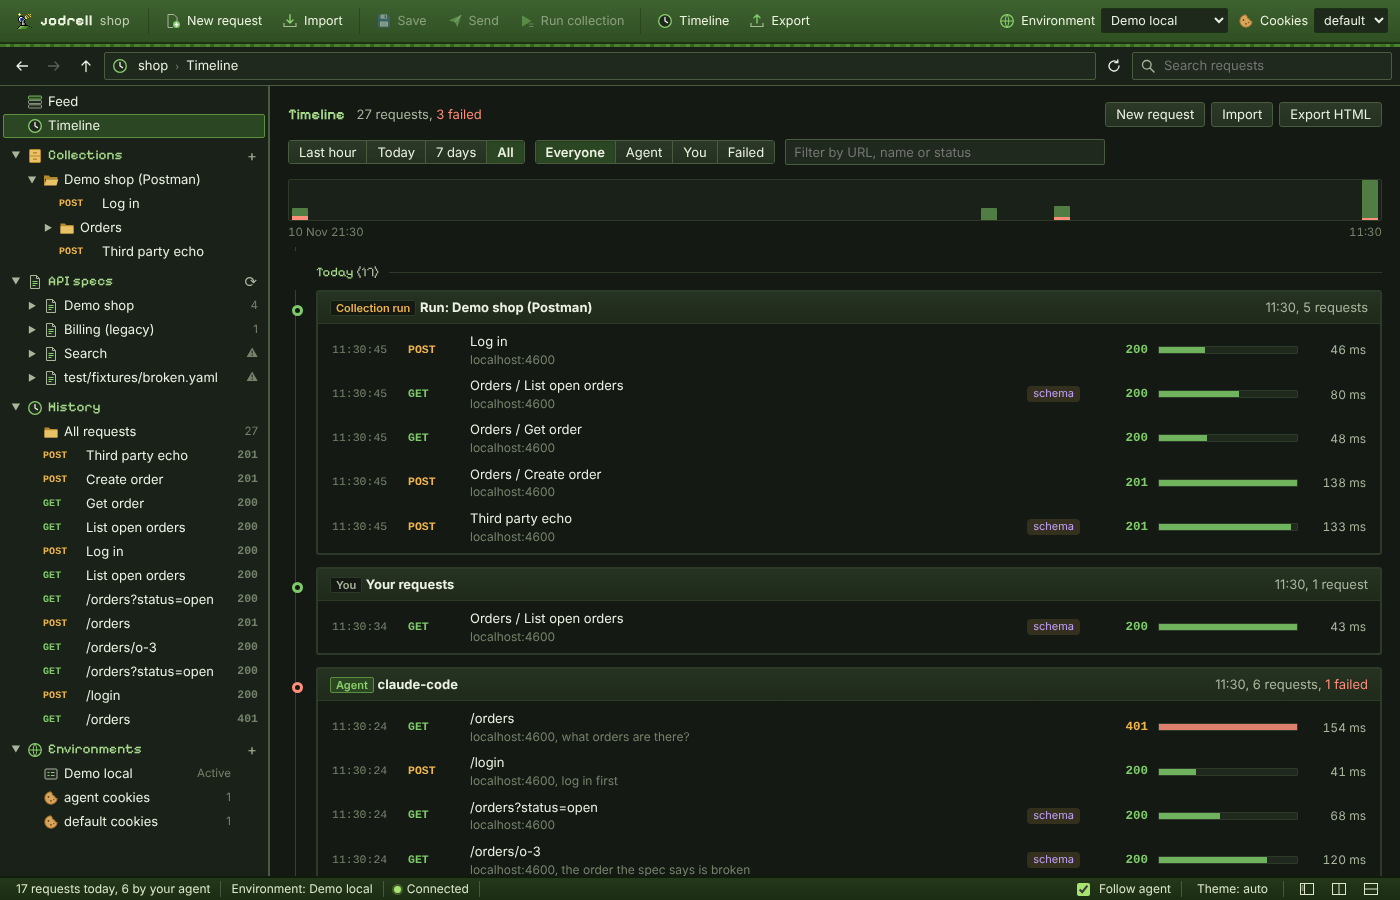 Jodrell shop New request Import Save Send Run collection Timeline Export Environment Demo local Cookies default
shop › Timeline Search requests
Feed
Timeline
Collections +
Demo shop (Postman)
POST Log in
Orders
POST Third party echo
API specs
Demo shop 4
Billing (legacy) 1
Search
test/fixtures/broken.yaml
History
All requests 27
POST Third party echo 201
POST Create order 201
GET Get order 200
GET List open orders 200
POST Log in 200
GET List open orders 200
GET /orders?status=open 200
POST /orders 201
GET /orders/o-3 200
GET /orders?status=open 200
POST /login 200
GET /orders 401
Environments +
Demo local Active
agent cookies 1
default cookies 1
Timeline 27 requests, 3 failed New request Import Export HTML
Last hour Today 7 days All Everyone Agent You Failed Filter by URL, name or status
10 Nov 21:30 11:30
Today (17)
Collection run Run: Demo shop (Postman) 11:30, 5 requests
11:30:45 POST Log in 200 46 ms
localhost:4600
11:30:45 GET Orders / List open orders schema 200 80 ms
localhost:4600
11:30:45 GET Orders / Get order 200 48 ms
localhost:4600
11:30:45 POST Orders / Create order 201 138 ms
localhost:4600
11:30:45 POST Third party echo schema 201 133 ms
localhost:4600
You Your requests 11:30, 1 request
11:30:34 GET Orders / List open orders schema 200 43 ms
localhost:4600
Agent claude-code 11:30, 6 requests, 1 failed
11:30:24 GET /orders 401 154 ms
localhost:4600, what orders are there?
11:30:24 POST /login 200 41 ms
localhost:4600, log in first
11:30:24 GET /orders?status=open schema 200 68 ms
localhost:4600
11:30:24 GET /orders/o-3 schema 200 120 ms
localhost:4600, the order the spec says is broken
17 requests today, 6 by your agent Environment: Demo local Connected Follow agent Theme: auto